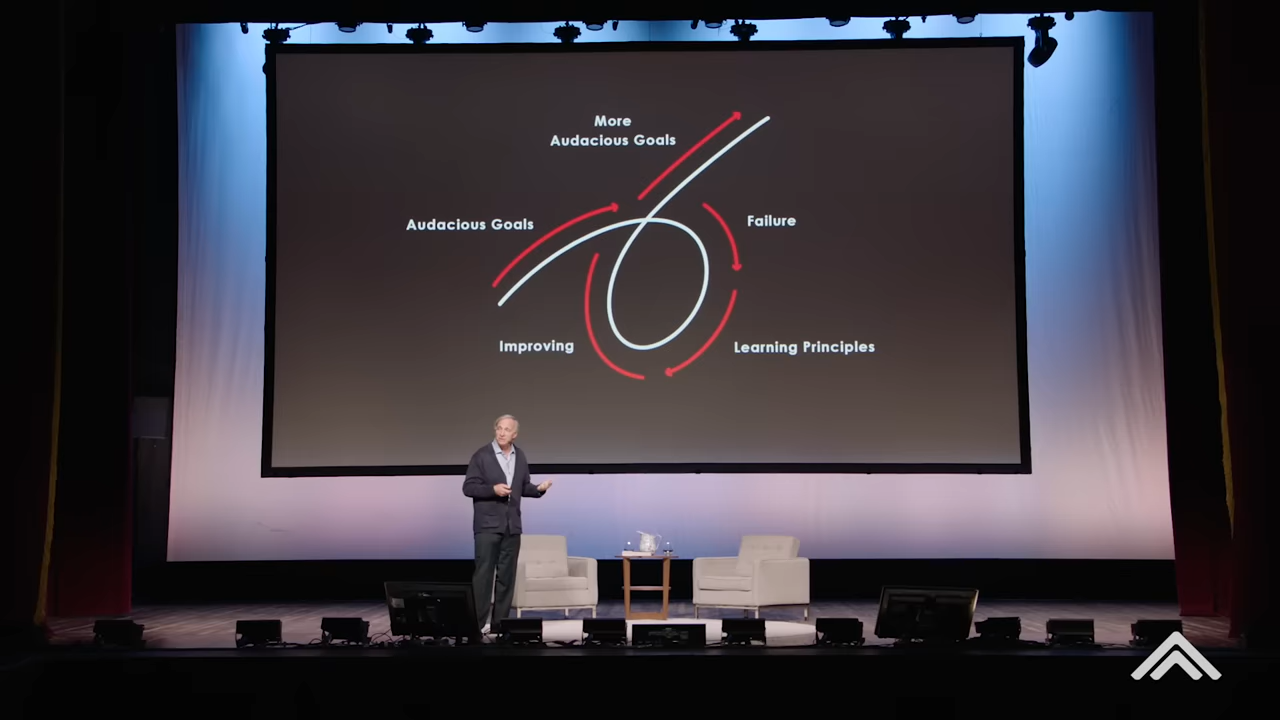 More
Audacious Goals
Audacious Goals
Failure
Improving
Learning Principles